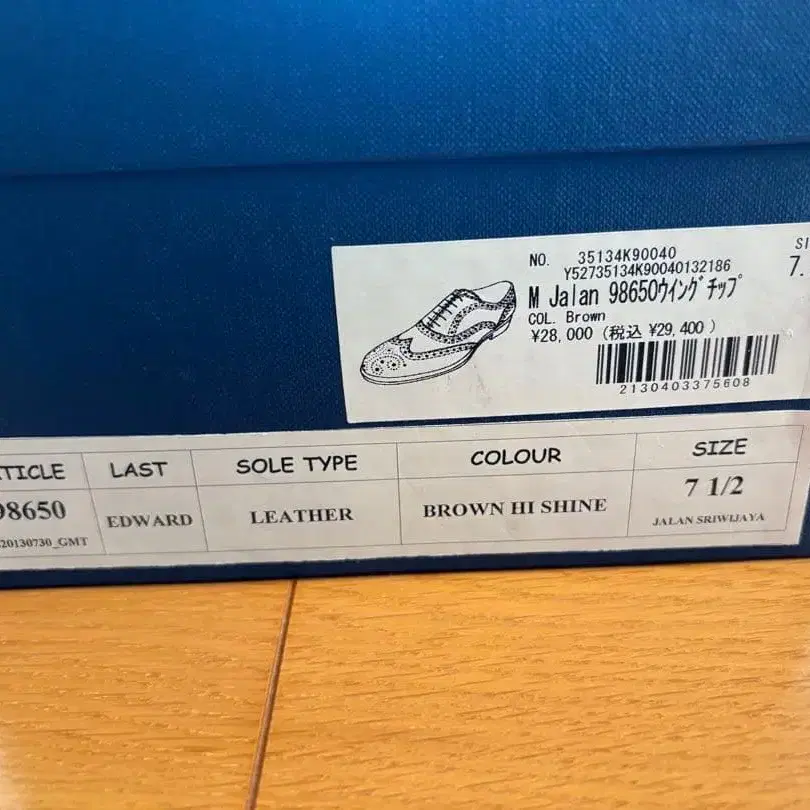 NO. 35134K90040
Y52735134K90040132186
M Jalan 98650ウイングチップ
COL. Brown
¥28,000 (税込 ¥29,400 )
2130403375608
LAST SOLE TYPE COLOUR SIZE
98650 EDWARD LEATHER BROWN HI SHINE 7 1/2
20130730_GMT JALAN SRIWIJAYA